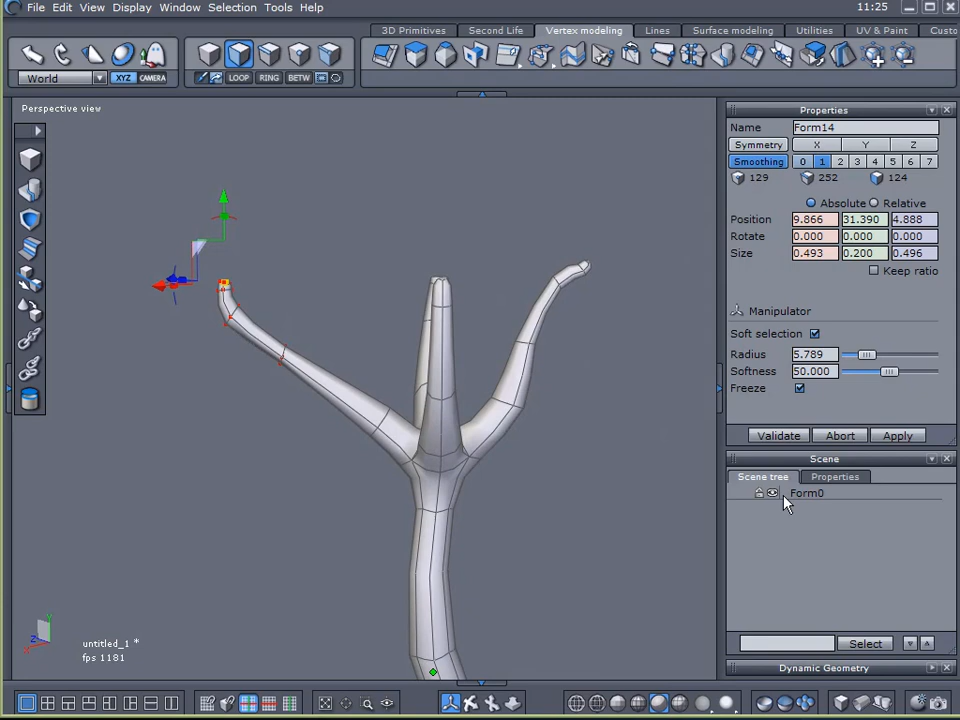 File Edit View Display Window Selection Tools Help 11:25
3D Primitives Second Life Vertex modeling Lines Surface modeling Utilities UV & Paint Custo
World XYZ CAMERA LOOP RING BETW
Perspective view
Properties
Name Form14
Symmetry X Y Z
Smoothing 0 1 2 3 4 5 6 7
129 252 124
Absolute Relative
Position 9.866 31.390 4.888
Rotate 0.000 0.000 0.000
Size 0.493 0.200 0.496
Keep ratio
Manipulator
Soft selection
Radius 5.789
Softness 50.000
Freeze
Validate Abort Apply
Scene
Scene tree Properties
Form0
Y
Z
X
untitled_1 *
fps 1181
Select
Dynamic Geometry